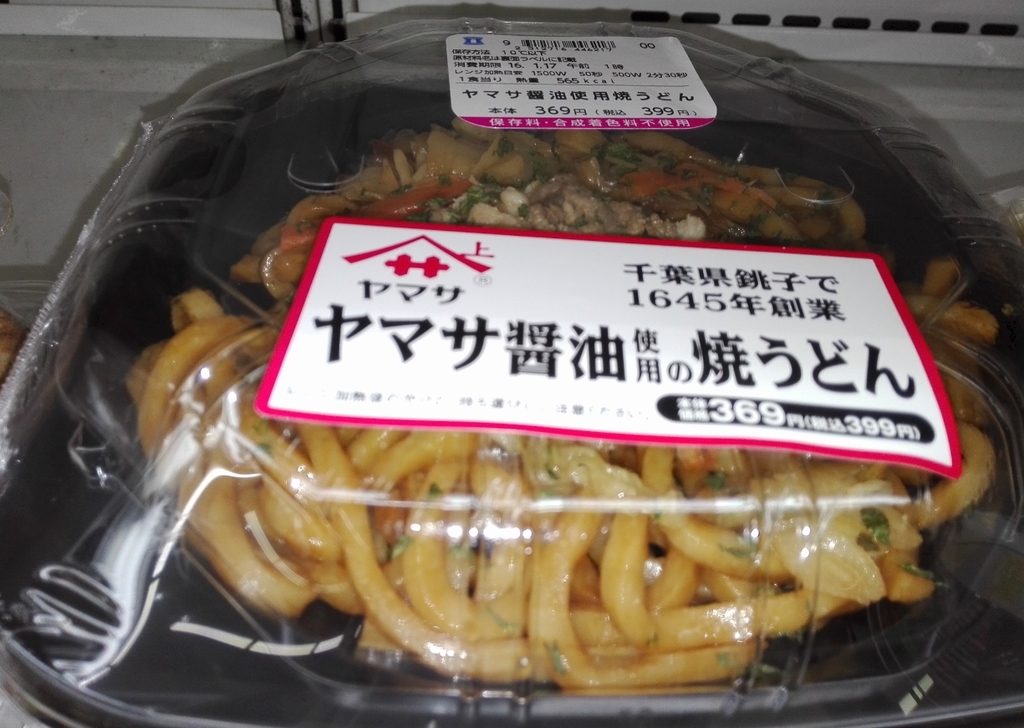 00
保存方法 10℃以下
原材料名は裏面ラベルに記載
消費期限 16. 1.17 午前 1時
レンジ加熱目安 1500W 50秒 500W 2分30秒
1食当り 熱量 565kcal
ヤマサ醤油使用焼うどん
本体 369円(税込 399円)
保存料・合成着色料不使用
上
サ
®
ヤマサ
千葉県銚子で
1645年創業
ヤマサ醤油使用の焼うどん
本体価格369円(税込399円)